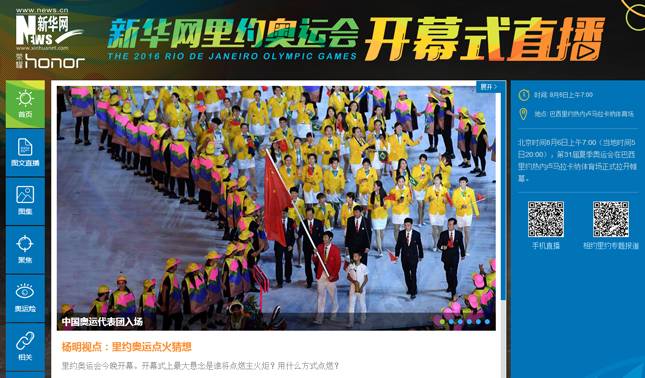 www.news.cn
新华网
NEWS
www.xinhuanet.com
荣耀
honor
新华网里约奥运会
开幕式直播
THE 2016 RIO DE JANEIRO OLYMPIC GAMES
首页
图文直播
图集
聚焦
奥运烩
相关
展开
中国奥运代表团入场
杨明视点：里约奥运点火猜想
里约奥运会今晚开幕。开幕式上最大悬念是谁将点燃主火炬？用什么方式点燃？
时间: 8月6日上午7:00
地点: 巴西里约热内卢马拉卡纳体育场
北京时间8月6日上午7:00（当地时间5
日20:00），第31届夏季奥运会在巴西
里约热内卢马拉卡纳体育场正式拉开帷
幕。
手机直播
相约里约专题报道